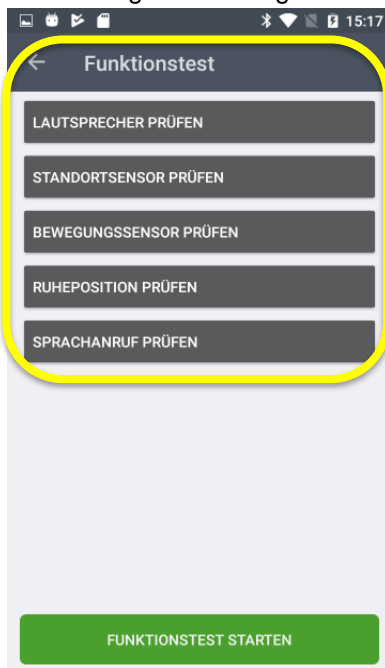 15:17
Funktionstest
LAUTSPRECHER PRÜFEN
STANDORTSENSOR PRÜFEN
BEWEGUNGSSENSOR PRÜFEN
RUHEPOSITION PRÜFEN
SPRACHANRUF PRÜFEN
FUNKTIONSTEST STARTEN